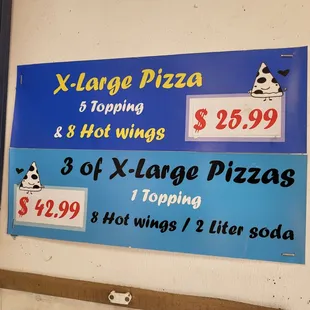 X-Large Pizza
5 Topping
& 8 Hot wings
$ 25.99
3 of X-Large Pizzas
1 Topping
$ 42.99
8 Hot wings / 2 Liter soda